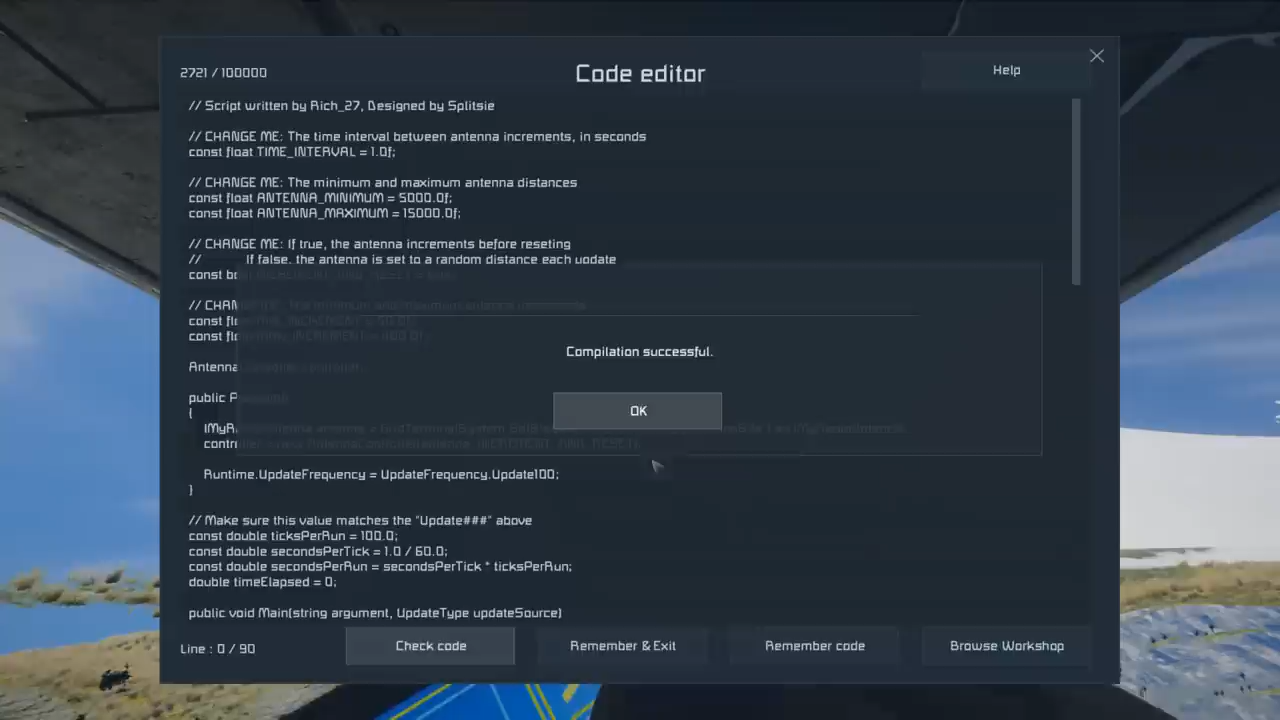 2721 / 100000
Code editor
Help
// Script written by Rich_27, Designed by Splitsie
// CHANGE ME: The time interval between antenna increments, in seconds
const float TIME_INTERVAL = 1.0f;
// CHANGE ME: The minimum and maximum antenna distances
const float ANTENNA_MINIMUM = 5000.0f;
const float ANTENNA_MAXIMUM = 15000.0f;
// CHANGE ME: If true, the antenna increments before reseting
// If false, the antenna is set to a random distance each update
const
// CHAN
const
const
Compilation successful.
Antenna
OK
public
{
Runtime.UpdateFrequency = UpdateFrequency.Update100;
}
// Make sure this value matches the "Update###" above
const double ticksPerRun = 100.0;
const double secondsPerTick = 1.0 / 60.0;
const double secondsPerRun = secondsPerTick * ticksPerRun;
double timeElapsed = 0;
public void Main(string argument, UpdateType updateSource)
Line : 0 / 90
Check code
Remember & Exit
Remember code
Browse Workshop